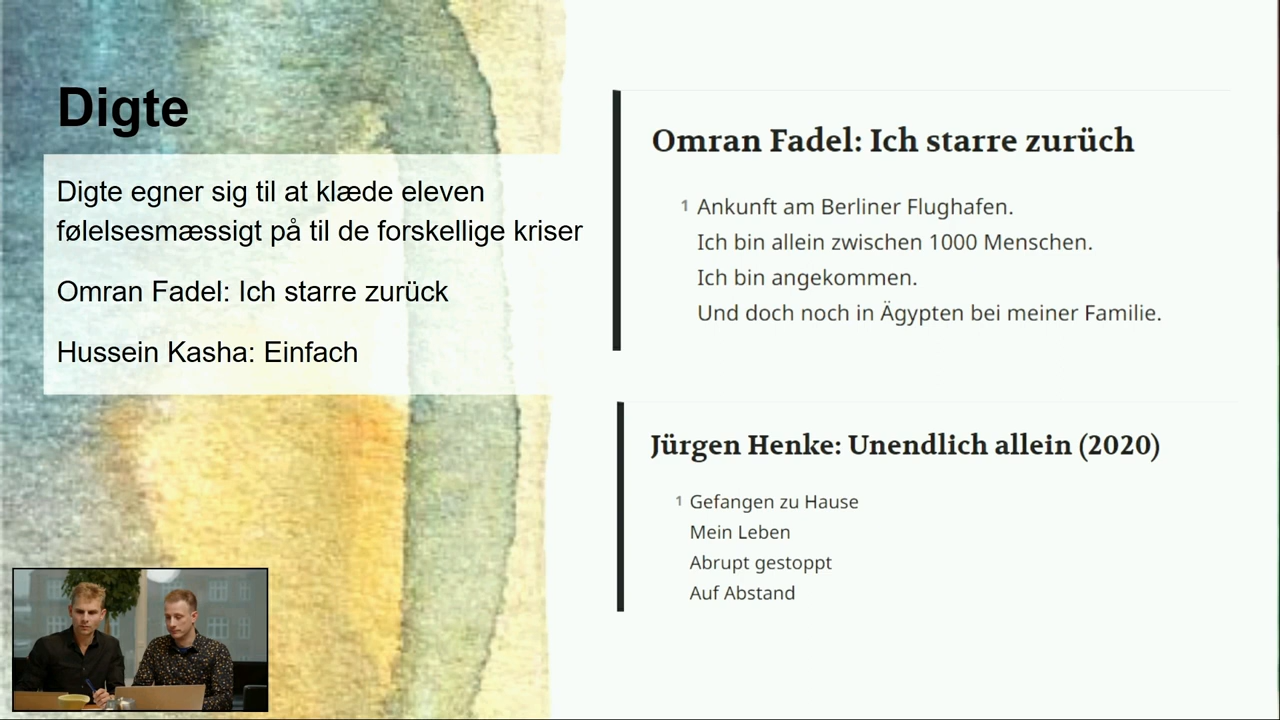 Digte
Digte egner sig til at klæde eleven
følelsesmæssigt på til de forskellige kriser
Omran Fadel: Ich starre zurück
Hussein Kasha: Einfach
Omran Fadel: Ich starre zurüch
1 Ankunft am Berliner Flughafen.
Ich bin allein zwischen 1000 Menschen.
Ich bin angekommen.
Und doch noch in Ägypten bei meiner Familie.
Jürgen Henke: Unendlich allein (2020)
1 Gefangen zu Hause
Mein Leben
Abrupt gestoppt
Auf Abstand